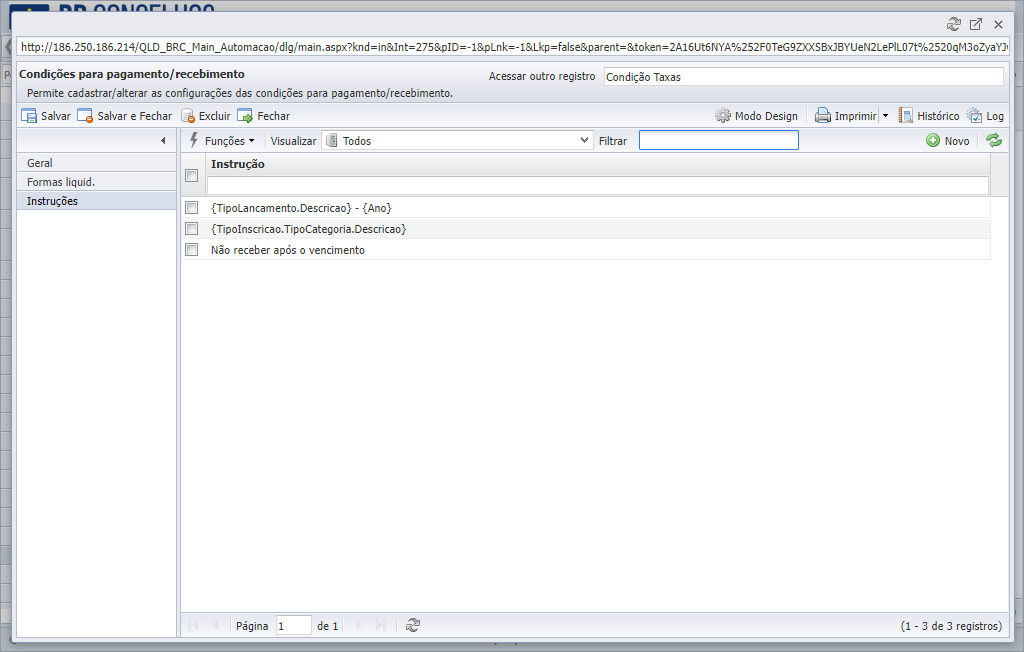 http://186.250.186.214/QLD_BRC_Main_Automacao/dlg/main.aspx?knd=in&Int=275&pID=-1&pLnk=-1&Lkp=false&parent=&token=2A16Ut6NYA%252F0TeG9ZXXSBxJBYUeN2LePlL07t%2520qM3oZyaYJ
Condições para pagamento/recebimento
Acessar outro registro Condição Taxas
Permite cadastrar/alterar as configurações das condições para pagamento/recebimento.
Salvar Salvar e Fechar Excluir Fechar Modo Design Imprimir Histórico Log
Funções Visualizar Todos Filtrar Novo
Geral
Formas liquid.
Instruções
Instrução
{TipoLancamento.Descricao} - {Ano}
{TipoInscricao.TipoCategoria.Descricao}
Não receber após o vencimento
Página 1 de 1 (1 - 3 de 3 registros)